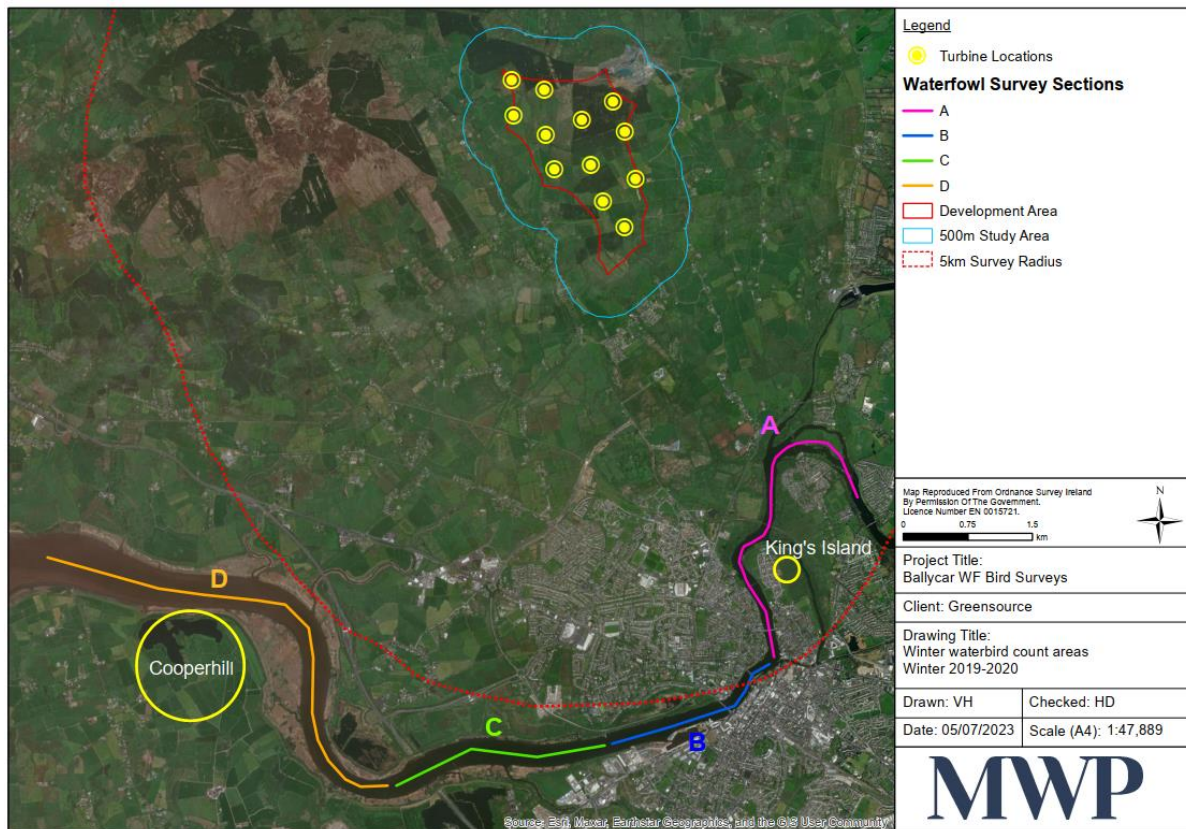 Legend
Turbine Locations
Waterfowl Survey Sections
A
B
C
D
Development Area
500m Study Area
5km Survey Radius
A
King's Island
D
Cooperhill
C
B
Source: Esri, Maxar, Earthstar Geographics, and the GIS User Community
Map Reproduced From Ordnance Survey Ireland
By Permission Of The Government.
Licence Number EN 0015721.
N
0 0.75 1.5
km
Project Title:
Ballycar WF Bird Surveys
Client: Greensource
Drawing Title:
Winter waterbird count areas
Winter 2019-2020
Drawn: VH Checked: HD
Date: 05/07/2023 Scale (A4): 1:47,889
MWP